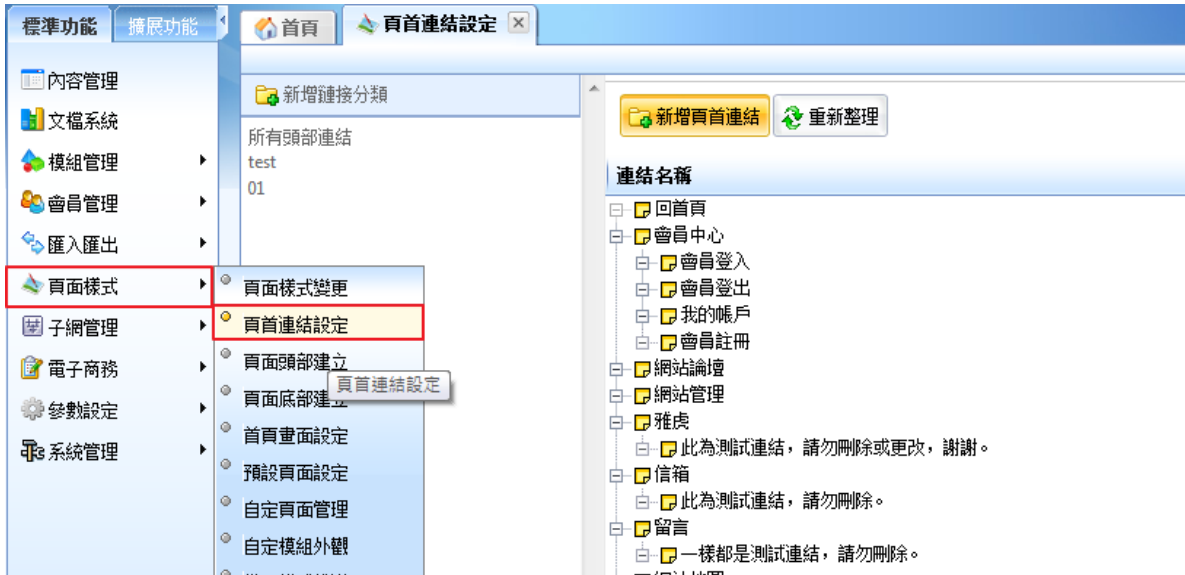 標準功能
擴展功能
首頁
頁首連結設定
內容管理
文檔系統
模組管理
會員管理
匯入匯出
頁面樣式
子網管理
電子商務
參數設定
系統管理
新增鏈接分類
所有頭部連結
test
01
頁面樣式變更
頁首連結設定
頁面頭部建立
頁面底部建立
頁首連結設定
首頁畫面設定
預設頁面設定
自定頁面管理
自定模組外觀
新增頁首連結
重新整理
連結名稱
回首頁
會員中心
會員登入
會員登出
我的帳戶
會員註冊
網站論壇
網站管理
雅虎
此為測試連結，請勿刪除或更改，謝謝。
信箱
此為測試連結，請勿刪除。
留言
一樣都是測試連結，請勿刪除。